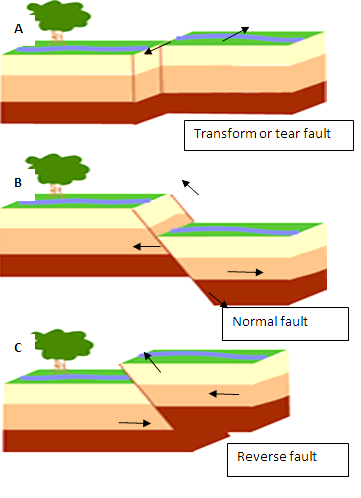 A
Transform or tear fault
B
Normal fault
C
Reverse fault